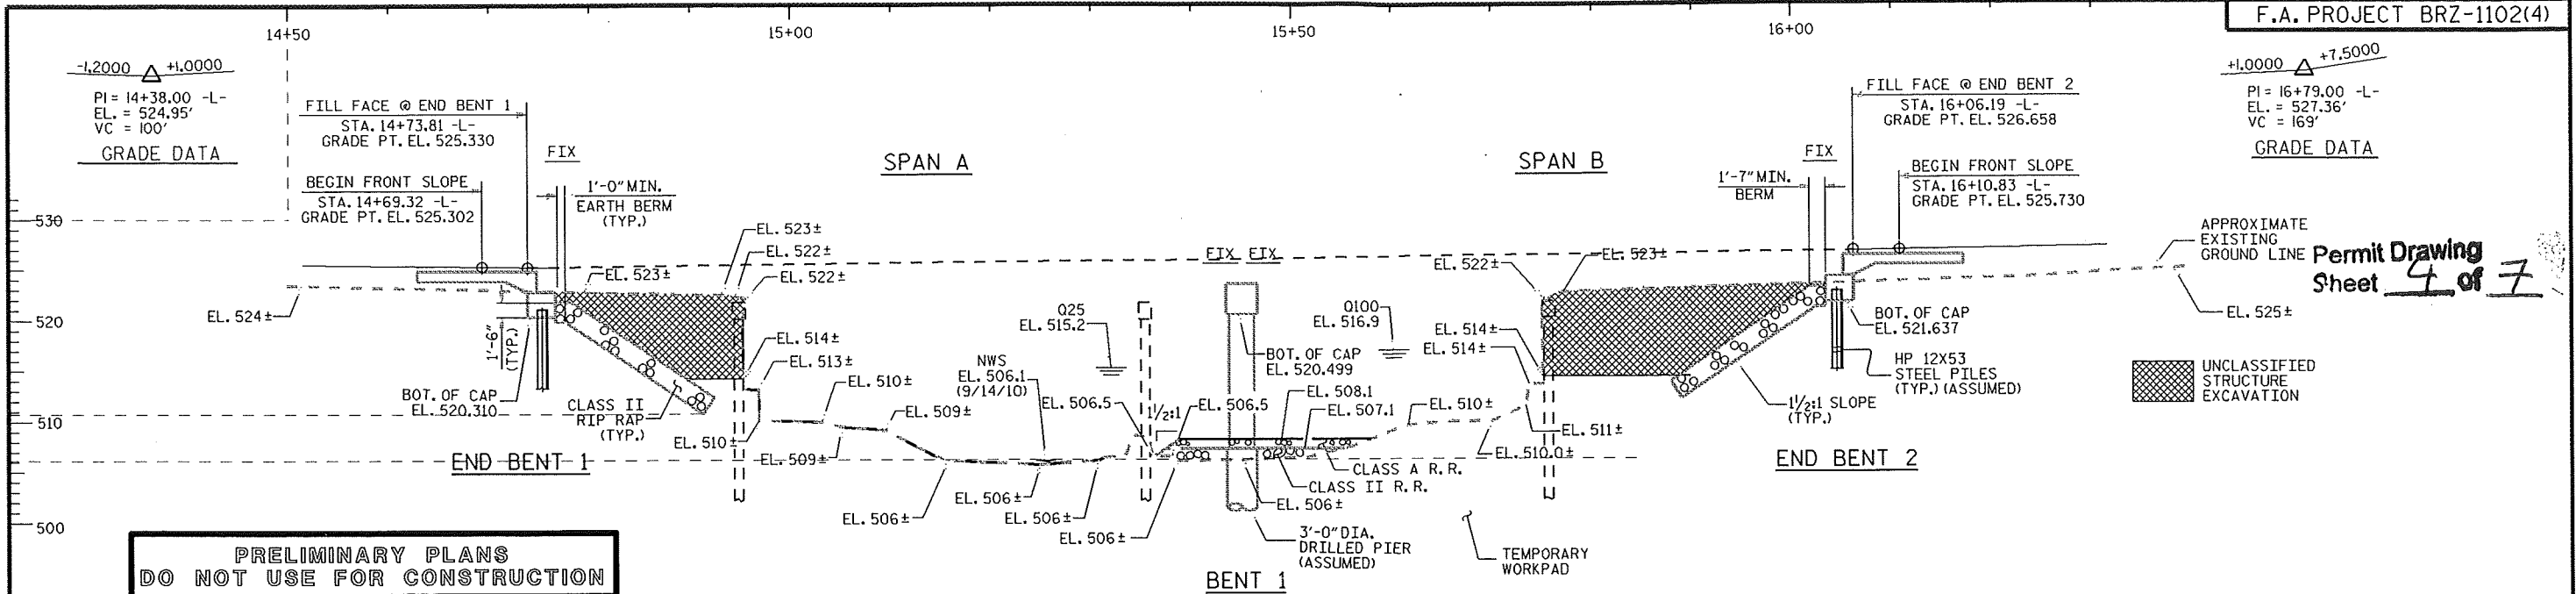 F.A. PROJECT BRZ-1102(4)
14+50
15+00
15+50
16+00
-1.2000 +1.0000
PI = 14+38.00 -L-
EL. = 524.95'
VC = 100'
GRADE DATA
FILL FACE @ END BENT 1
STA. 14+73.81 -L-
GRADE PT. EL. 525.330
BEGIN FRONT SLOPE
STA. 14+69.32 -L-
GRADE PT. EL. 525.302
FIX
1'-0" MIN.
EARTH BERM
(TYP.)
SPAN A
SPAN B
1'-7" MIN.
BERM
FIX
FILL FACE @ END BENT 2
STA. 16+06.19 -L-
GRADE PT. EL. 526.658
BEGIN FRONT SLOPE
STA. 16+10.83 -L-
GRADE PT. EL. 525.730
+1.0000 +7.5000
PI = 16+79.00 -L-
EL. = 527.36'
VC = 169'
GRADE DATA
APPROXIMATE
EXISTING
GROUND LINE
Permit Drawing
Sheet 4 of 7
530
520
510
500
EL. 524±
EL. 523±
EL. 523±
EL. 522±
EL. 522±
FIX FIX
EL. 522±
EL. 523±
EL. 525±
1'-6"
(TYP.)
BOT. OF CAP
EL. 520.310
CLASS II
RIP RAP
(TYP.)
EL. 514±
EL. 513±
EL. 510±
EL. 509±
EL. 510±
EL. 509±
NWS
EL. 506.1
(9/14/10)
Q25
EL. 515.2
EL. 506.5
1½:1
EL. 506.5
BOT. OF CAP
EL. 520.499
EL. 508.1
EL. 507.1
Q100
EL. 516.9
EL. 514±
EL. 514±
EL. 510±
EL. 511±
EL. 510.0±
CLASS A R.R.
CLASS II R.R.
EL. 506±
EL. 506±
EL. 506±
EL. 506±
EL. 506±
3'-0" DIA.
DRILLED PIER
(ASSUMED)
TEMPORARY
WORKPAD
1½:1 SLOPE
(TYP.)
BOT. OF CAP
EL. 521.637
HP 12X53
STEEL PILES
(TYP.) (ASSUMED)
UNCLASSIFIED
STRUCTURE
EXCAVATION
END BENT 1
BENT 1
END BENT 2
PRELIMINARY PLANS
DO NOT USE FOR CONSTRUCTION